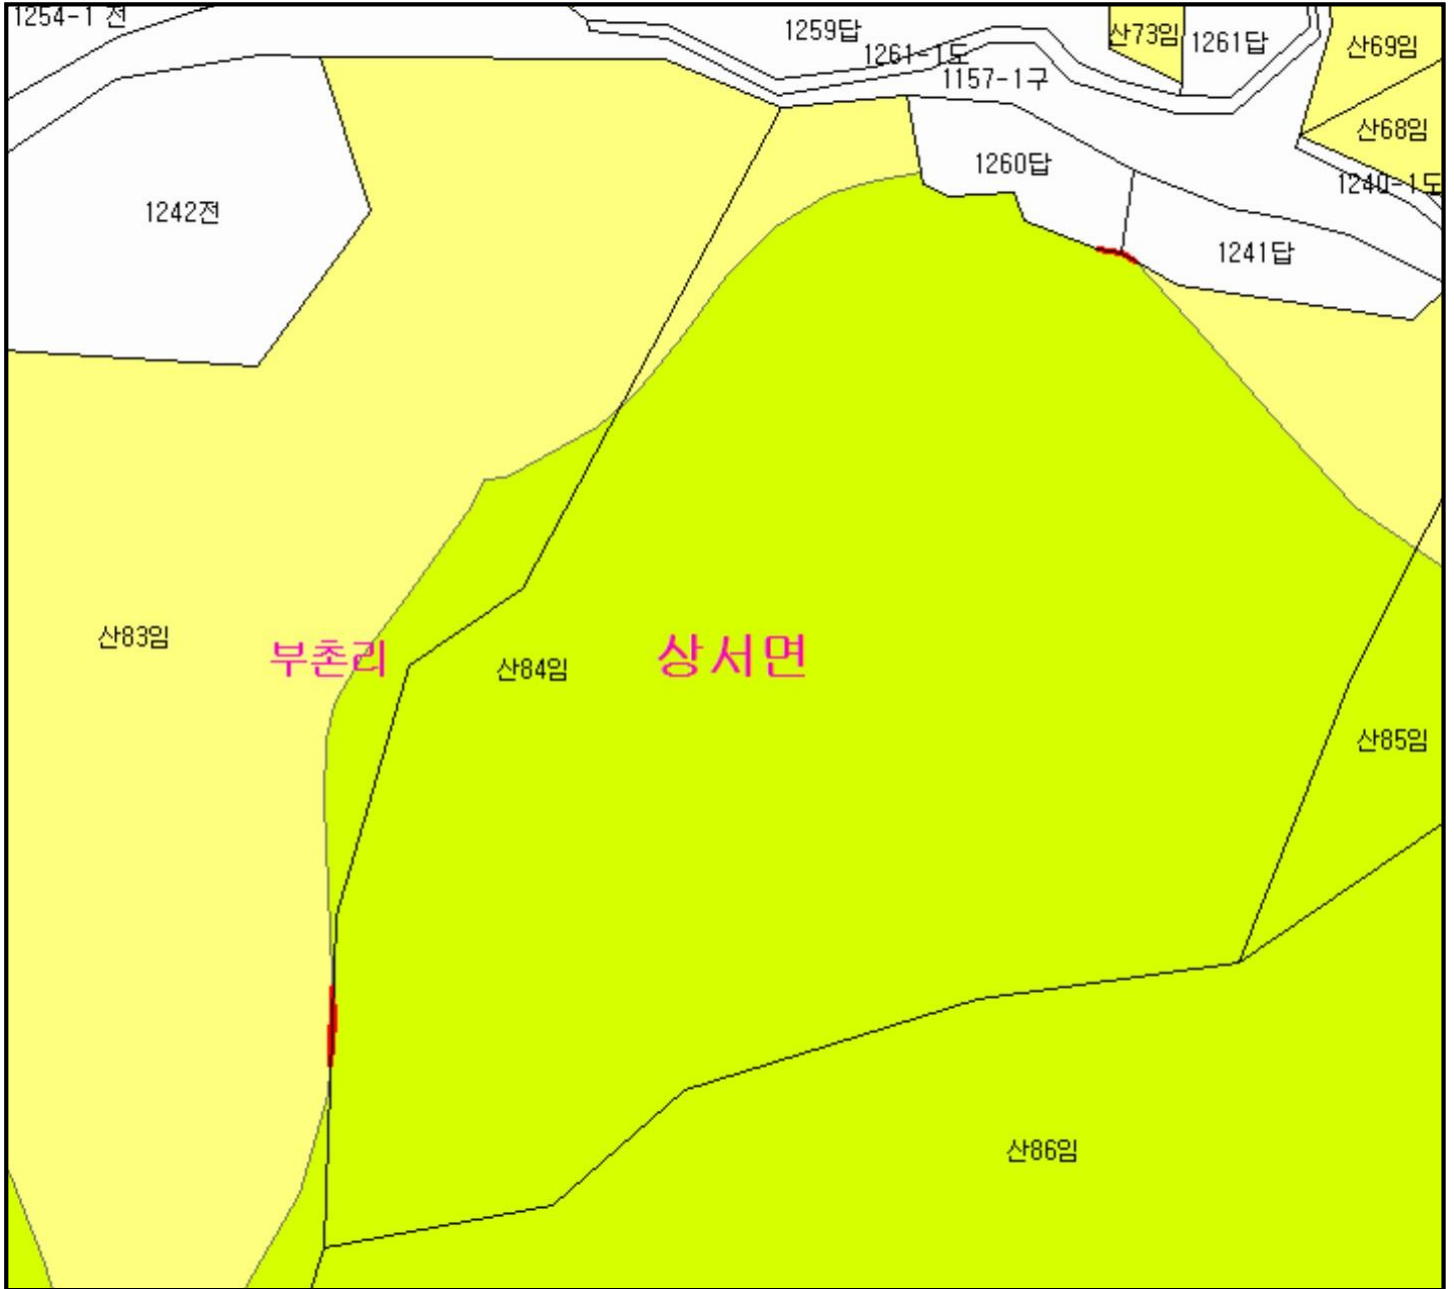 1254-1 전
1259답
산73임
1261답
산69임
1261-1도
1157-1구
산68임
1260답
1240-1도
1242전
1241답
산83임
부촌리
산84임
상서면
산85임
산86임